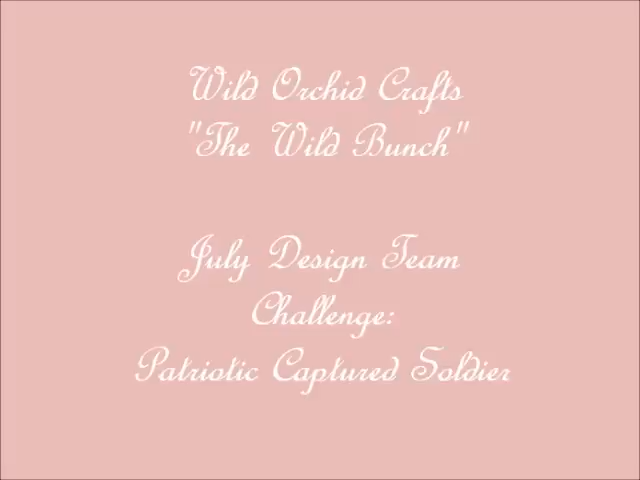 Wild Orchid Crafts
"The Wild Bunch"
July Design Team
Challenge:
Patriotic Captured Soldier